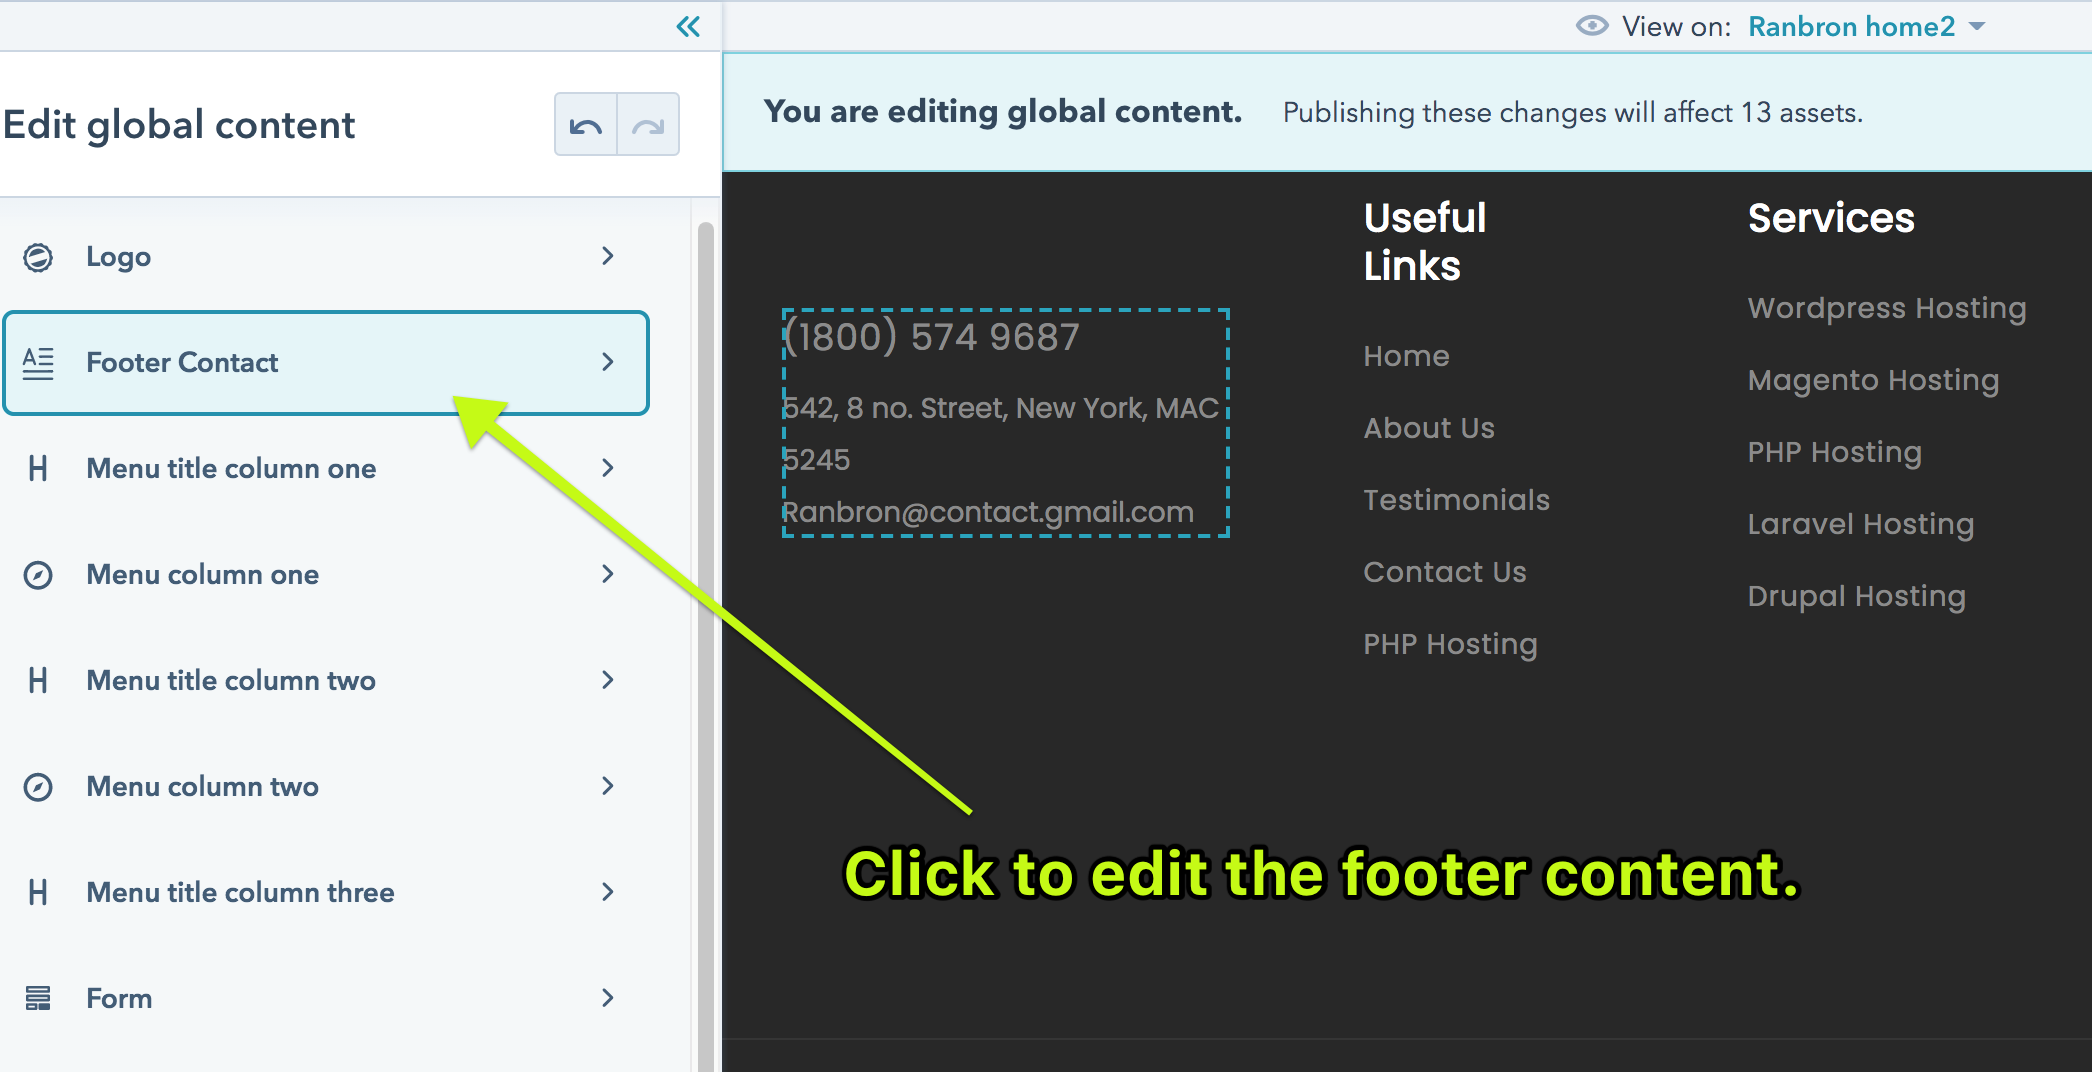 View on: Ranbron home2
Edit global content
You are editing global content. Publishing these changes will affect 13 assets.
Logo
Footer Contact
Menu title column one
Menu column one
Menu title column two
Menu column two
Menu title column three
Form
(1800) 574 9687
542, 8 no. Street, New York, MAC
5245
Ranbron@contact.gmail.com
Useful
Links
Home
About Us
Testimonials
Contact Us
PHP Hosting
Services
Wordpress Hosting
Magento Hosting
PHP Hosting
Laravel Hosting
Drupal Hosting
Click to edit the footer content.